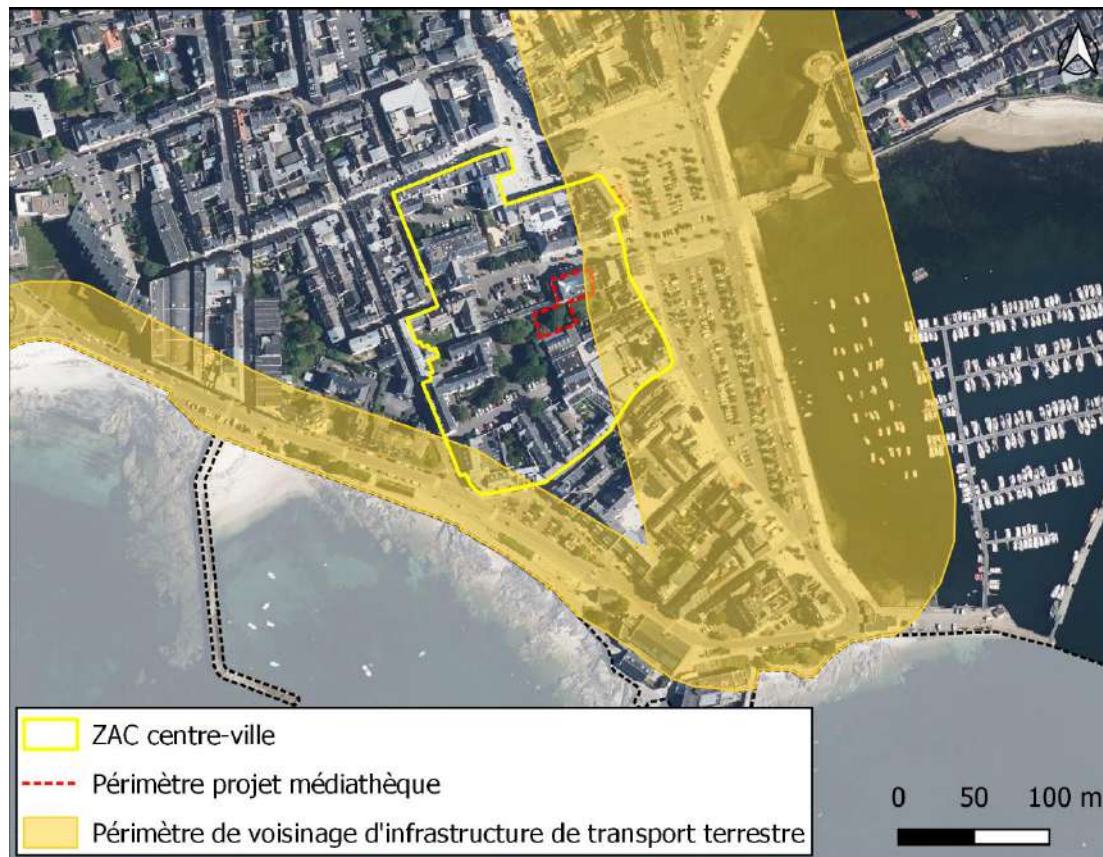 ZAC centre-ville
Périmètre projet médiathèque
Périmètre de voisinage d'infrastructure de transport terrestre
0 50 100 m